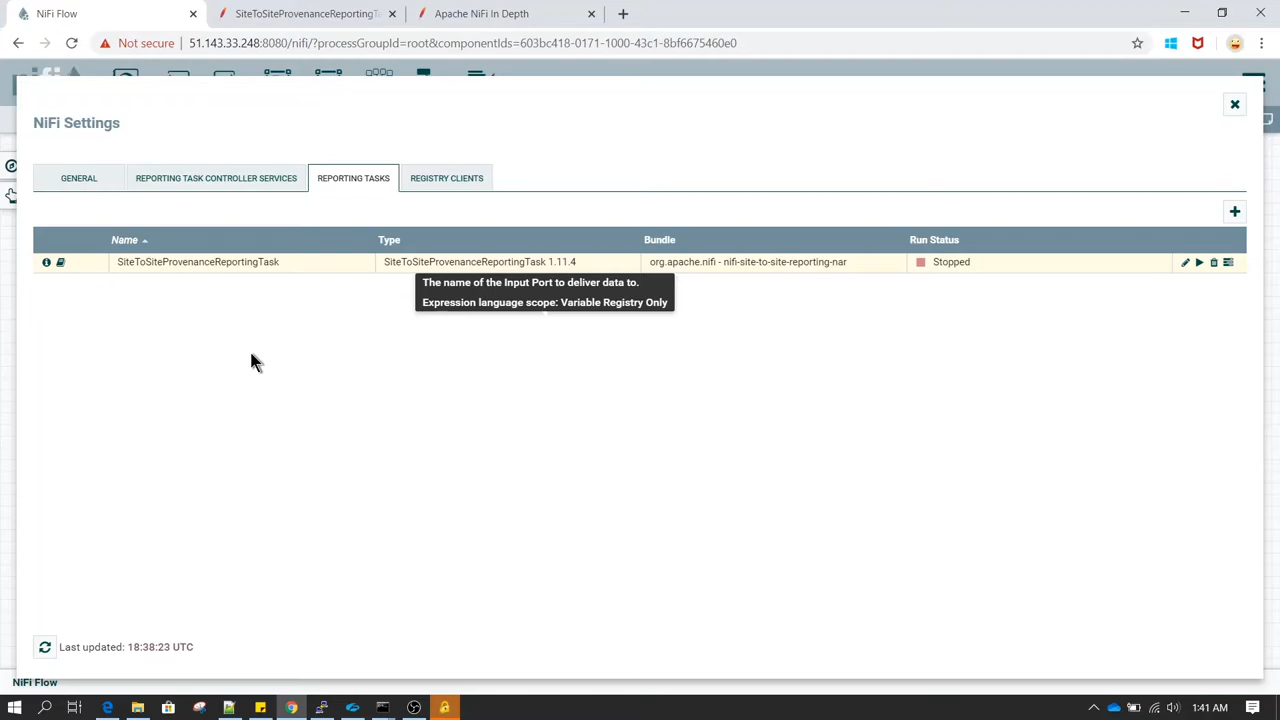 NiFi Flow
SiteToSiteProvenanceReportingT
Apache NiFi In Depth
Not secure
51.143.33.248:8080/nifi/?processGroupId=root&componentIds=603bc418-0171-1000-43c1-8bf6675460e0
NiFi Settings
GENERAL
REPORTING TASK CONTROLLER SERVICES
REPORTING TASKS
REGISTRY CLIENTS
Name
Type
Bundle
Run Status
SiteToSiteProvenanceReportingTask
SiteToSiteProvenanceReportingTask 1.11.4
org.apache.nifi - nifi-site-to-site-reporting-nar
Stopped
The name of the Input Port to deliver data to.
Expression language scope: Variable Registry Only
Last updated: 18:38:23 UTC
NiFi Flow
1:41 AM